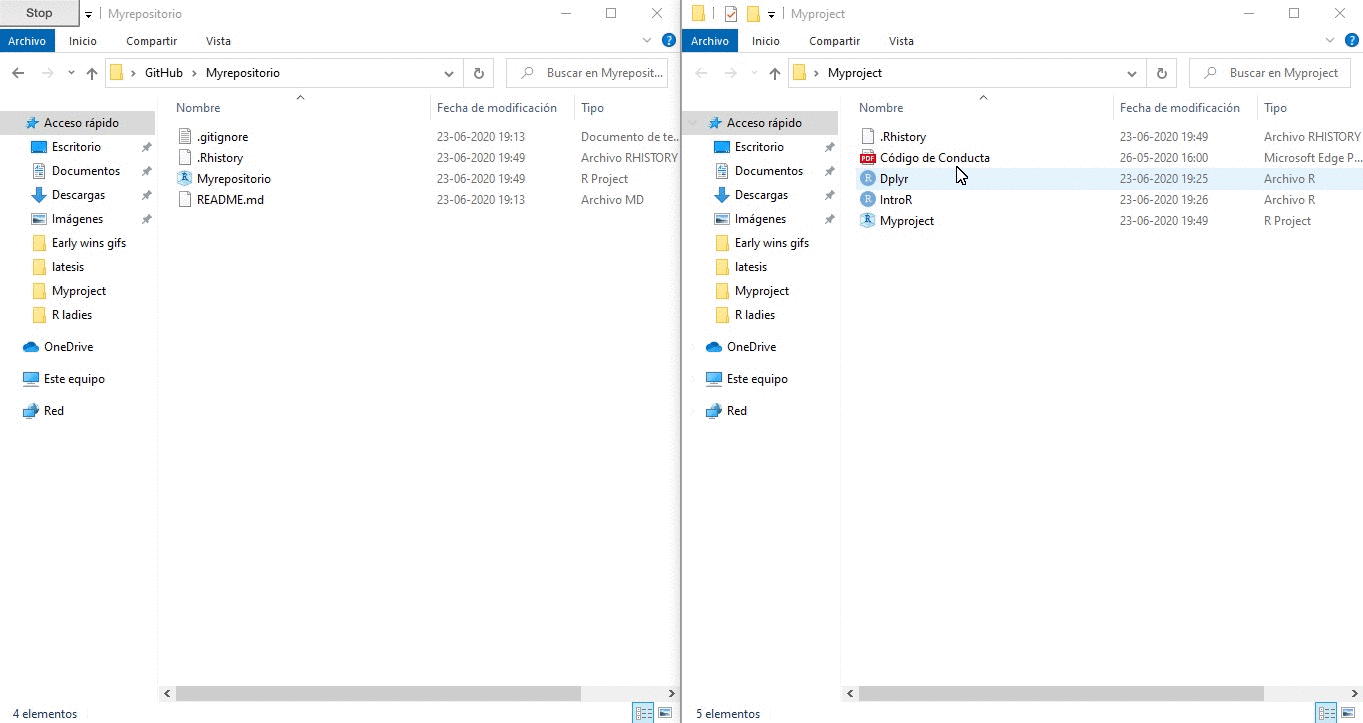 Stop
Myrepositorio
Archivo Inicio Compartir Vista
GitHub Myrepositorio
Buscar en Myreposit...
Nombre Fecha de modificación Tipo
Acceso rápido
Escritorio
Documentos
Descargas
Imágenes
Early wins gifs
latesis
Myproject
R ladies
OneDrive
Este equipo
Red
.gitignore 23-06-2020 19:13 Documento de te...
.Rhistory 23-06-2020 19:49 Archivo RHISTORY
Myrepositorio 23-06-2020 19:49 R Project
README.md 23-06-2020 19:13 Archivo MD
4 elementos
Myproject
Archivo Inicio Compartir Vista
Myproject
Buscar en Myproject
Nombre Fecha de modificación Tipo
Acceso rápido
Escritorio
Documentos
Descargas
Imágenes
Early wins gifs
latesis
Myproject
R ladies
OneDrive
Este equipo
Red
.Rhistory 23-06-2020 19:49 Archivo RHISTORY
PDF Código de Conducta 26-05-2020 16:00 Microsoft Edge P...
R Dplyr 23-06-2020 19:25 Archivo R
R IntroR 23-06-2020 19:26 Archivo R
Myproject 23-06-2020 19:49 R Project
5 elementos